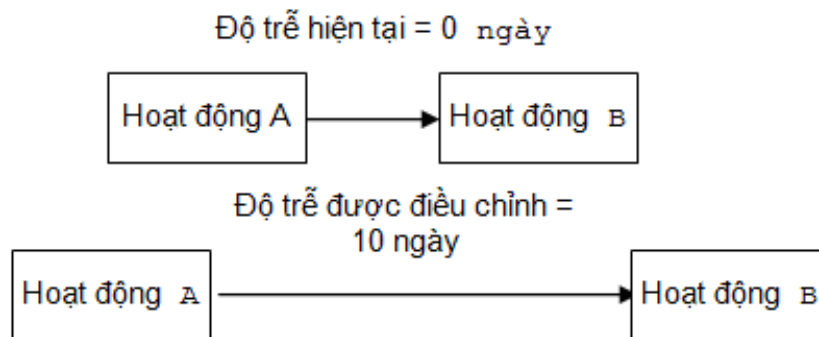 Độ trễ hiện tại = 0 ngày
Hoạt động A
Hoạt động B
Độ trễ được điều chỉnh =
10 ngày
Hoạt động A
Hoạt động B